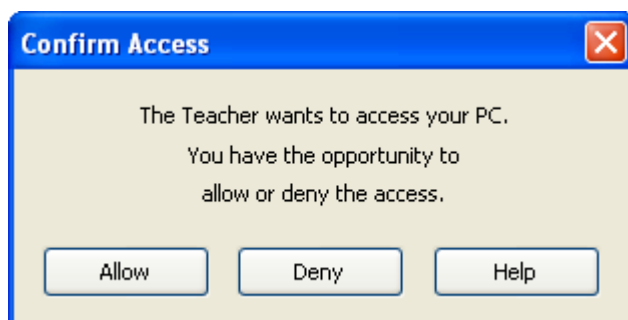 Confirm Access
The Teacher wants to access your PC.
You have the opportunity to
allow or deny the access.
Allow Deny Help